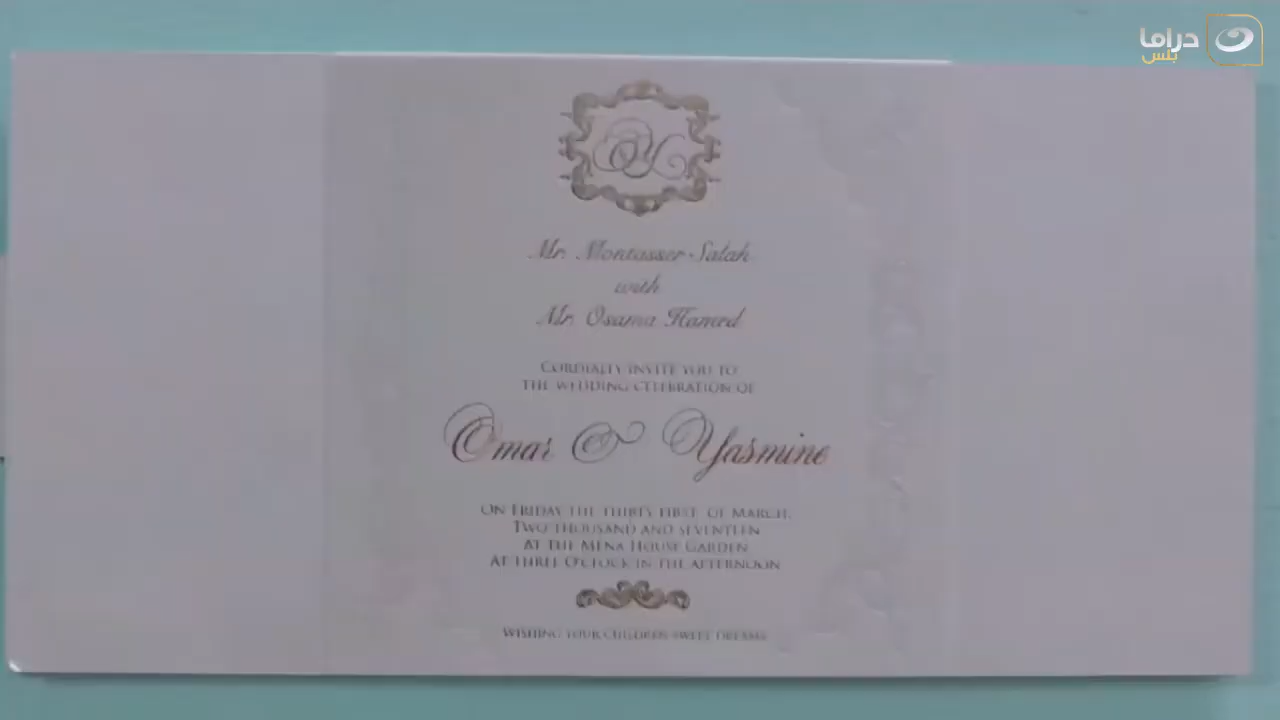 دراما
بلس
OY
Mr. Montasser Salah
with
Mr. Osama Hamed
CORDIALLY INVITE YOU TO
THE WEDDING CELEBRATION OF
Omar & Yasmine
ON FRIDAY THE THIRTY FIRST OF MARCH,
TWO THOUSAND AND SEVENTEEN
AT THE MENA HOUSE GARDEN
AT THREE O'CLOCK IN THE AFTERNOON
WISHING YOUR CHILDREN SWEET DREAMS